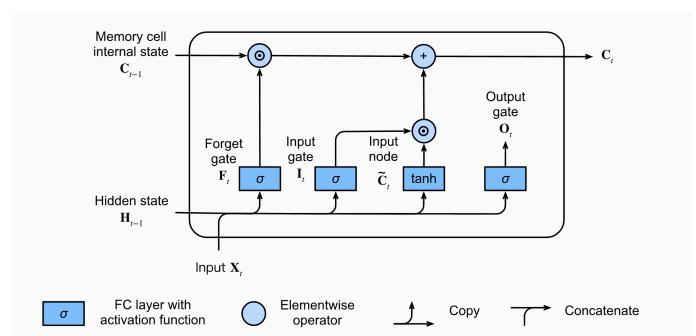 Memory cell
internal state
C_{t−1}
+
C_t
Output
gate
O_t
Forget
gate
F_t
Input
gate
I_t
Input
node
C̃_t
σ
σ
tanh
σ
Hidden state
H_{t−1}
Input X_t
σ
FC layer with
activation function
Elementwise
operator
Copy
Concatenate